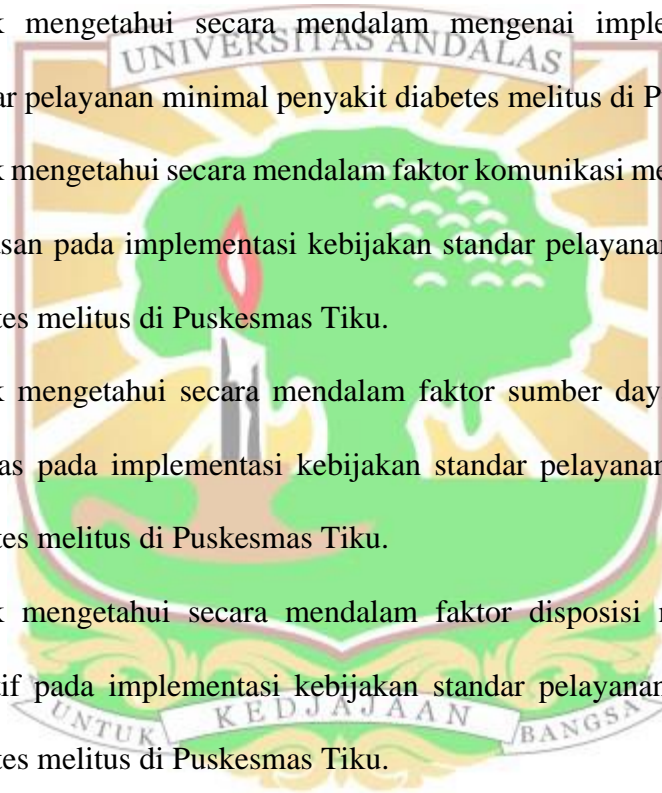 k mengetahui secara mendalam mengenai imple
UNIVERSITAS ANDALAS
ar pelayanan minimal penyakit diabetes melitus di P
k mengetahui secara mendalam faktor komunikasi me
asan pada implementasi kebijakan standar pelayanan
tes melitus di Puskesmas Tiku.
k mengetahui secara mendalam faktor sumber day
as pada implementasi kebijakan standar pelayanan
tes melitus di Puskesmas Tiku.
k mengetahui secara mendalam faktor disposisi
tif pada implementasi kebijakan standar pelayanan
UNTUK KEDJAJAAN BANGSA
tes melitus di Puskesmas Tiku.